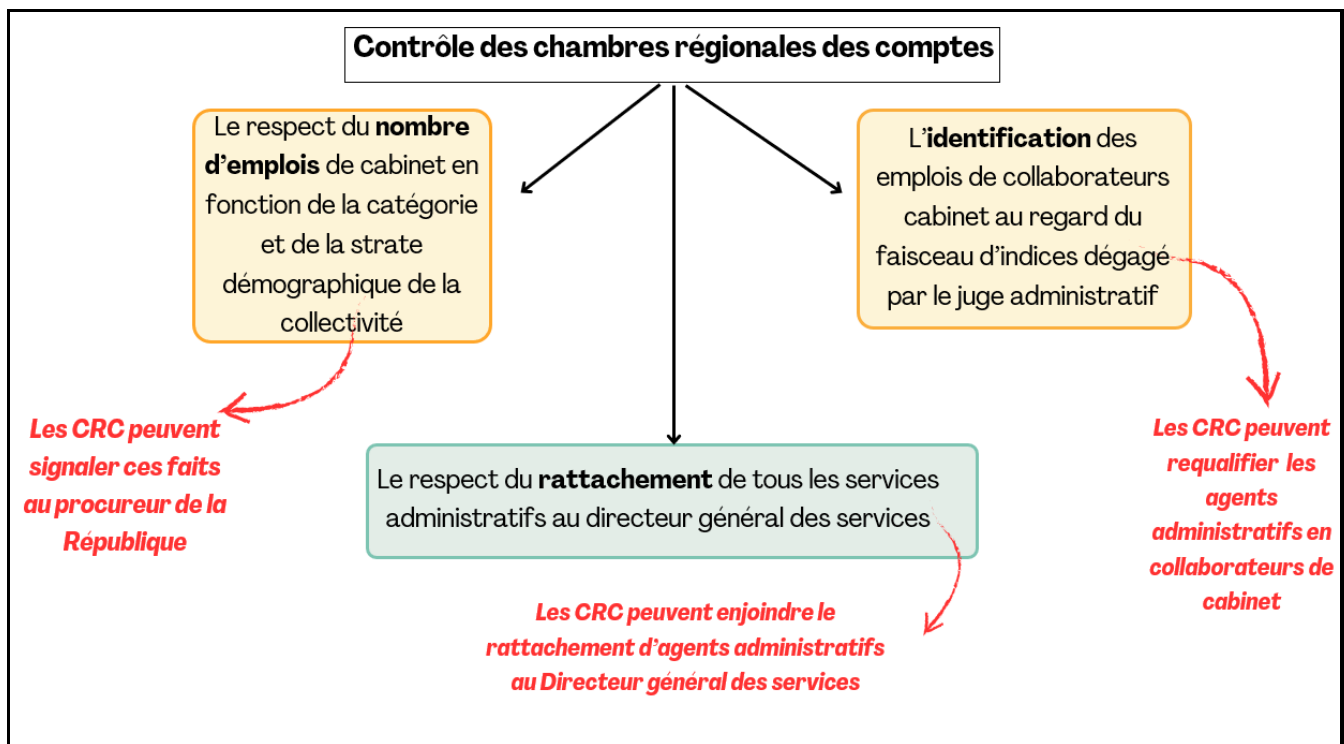 Contrôle des chambres régionales des comptes
Le respect du nombre
d'emplois de cabinet en
fonction de la catégorie
et de la strate
démographique de la
collectivité
L'identification des
emplois de collaborateurs
cabinet au regard du
faisceau d'indices dégagé
par le juge administratif
Les CRC peuvent
signaler ces faits
au procureur de la
République
Le respect du rattachement de tous les services
administratifs au directeur général des services
Les CRC peuvent
requalifier les
agents
administratifs en
collaborateurs de
cabinet
Les CRC peuvent enjoindre le
rattachement d'agents administratifs
au Directeur général des services